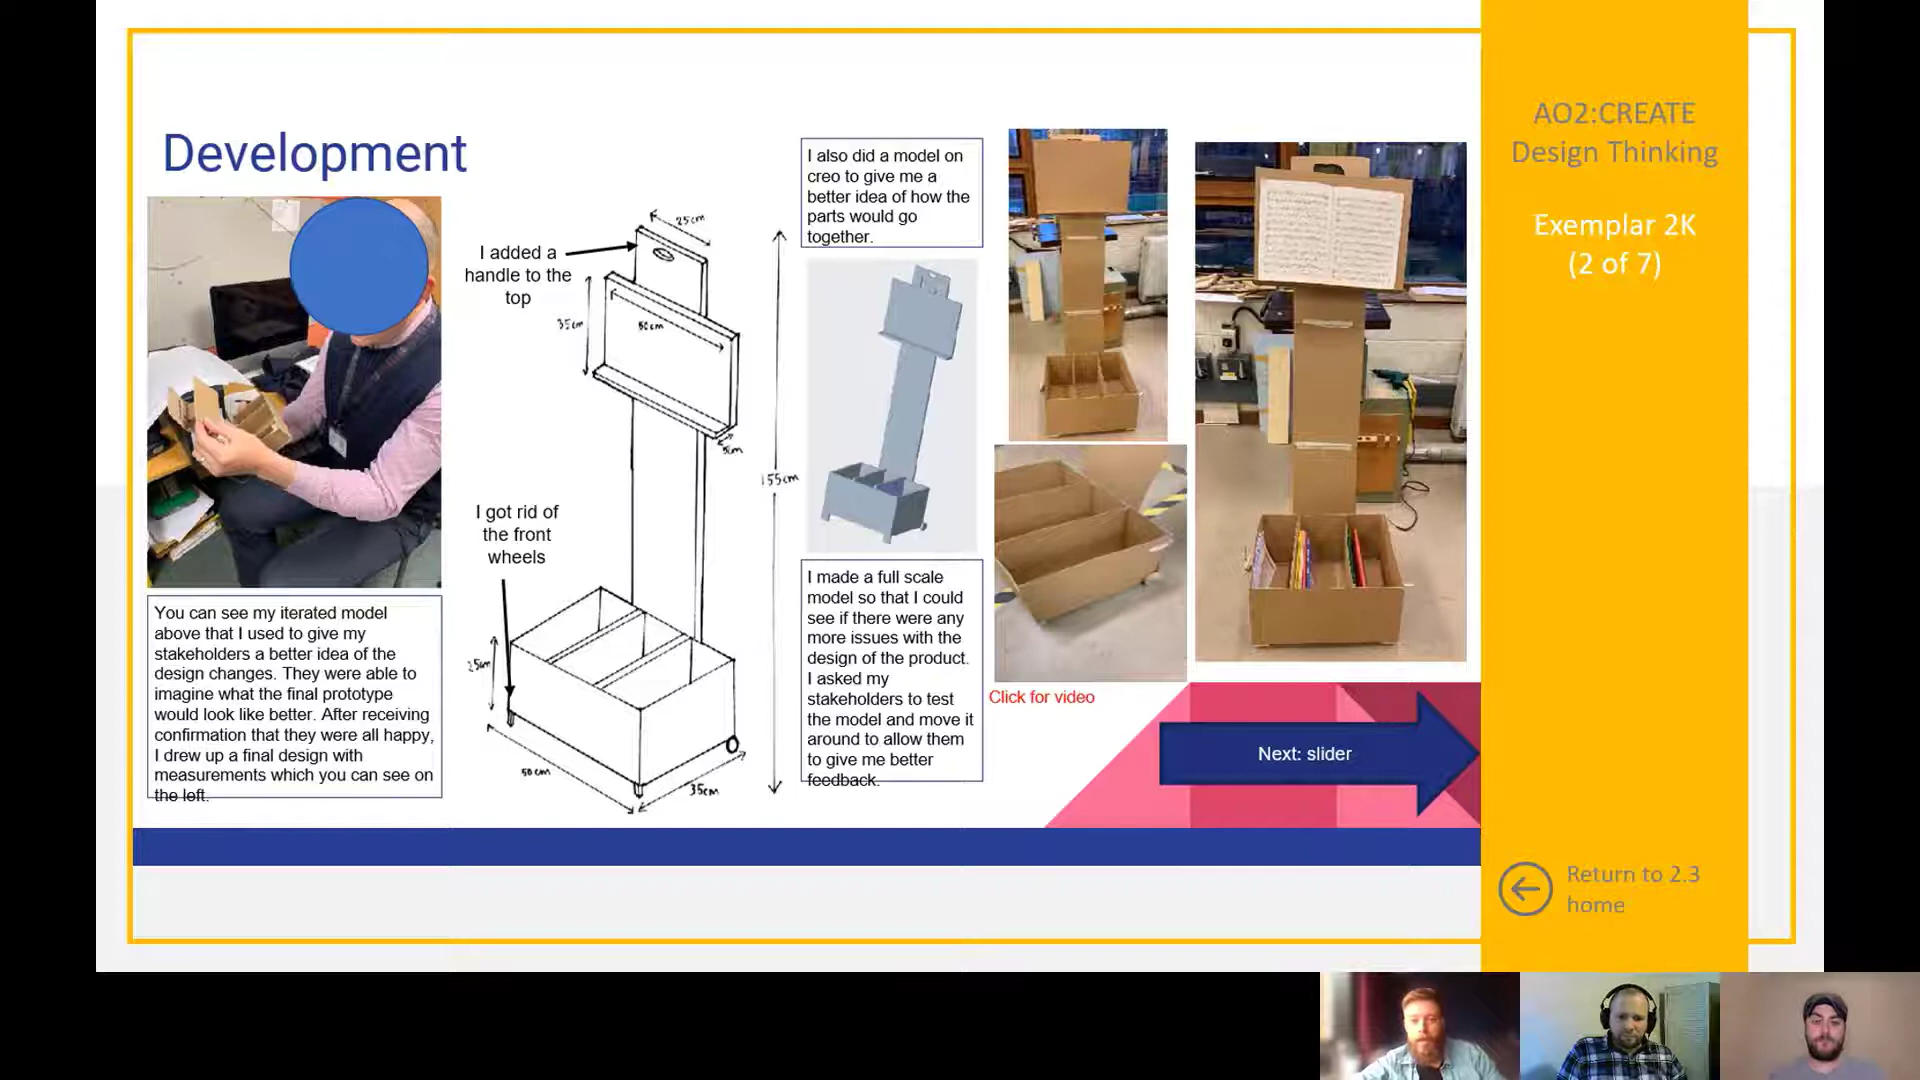 Development
You can see my iterated model
above that I used to give my
stakeholders a better idea of the
design changes. They were able to
imagine what the final prototype
would look like better. After receiving
confirmation that they were all happy,
I drew up a final design with
measurements which you can see on
the left.
I added a
handle to the
top
I got rid of
the front
wheels
25cm
35cm
50cm
5cm
155cm
25cm
50cm
35cm
I also did a model on
creo to give me a
better idea of how the
parts would go
together.
I made a full scale
model so that I could
see if there were any
more issues with the
design of the product.
I asked my
stakeholders to test
the model and move it
around to allow them
to give me better
feedback.
Click for video
Next: slider
AO2:CREATE
Design Thinking
Exemplar 2K
(2 of 7)
Return to 2.3
home